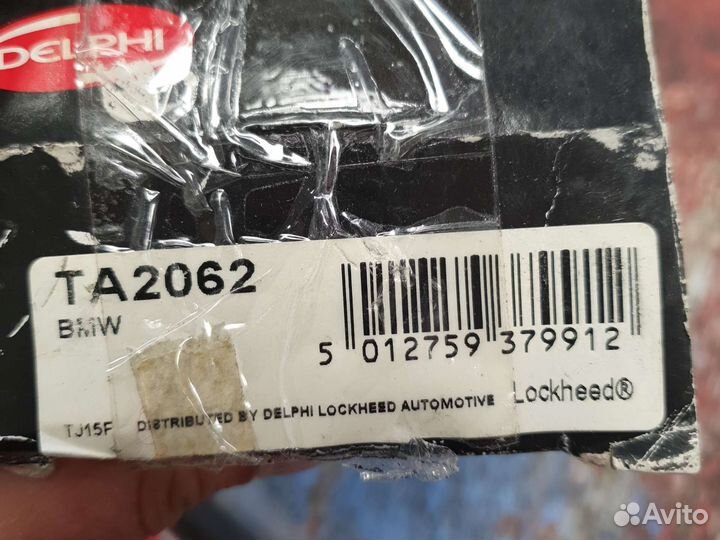 DELPHI
TA2062
BMW
5 012759 379912
TJ15F DISTRIBUTED BY DELPHI LOCKHEED AUTOMOTIVE Lockheed®
Avito